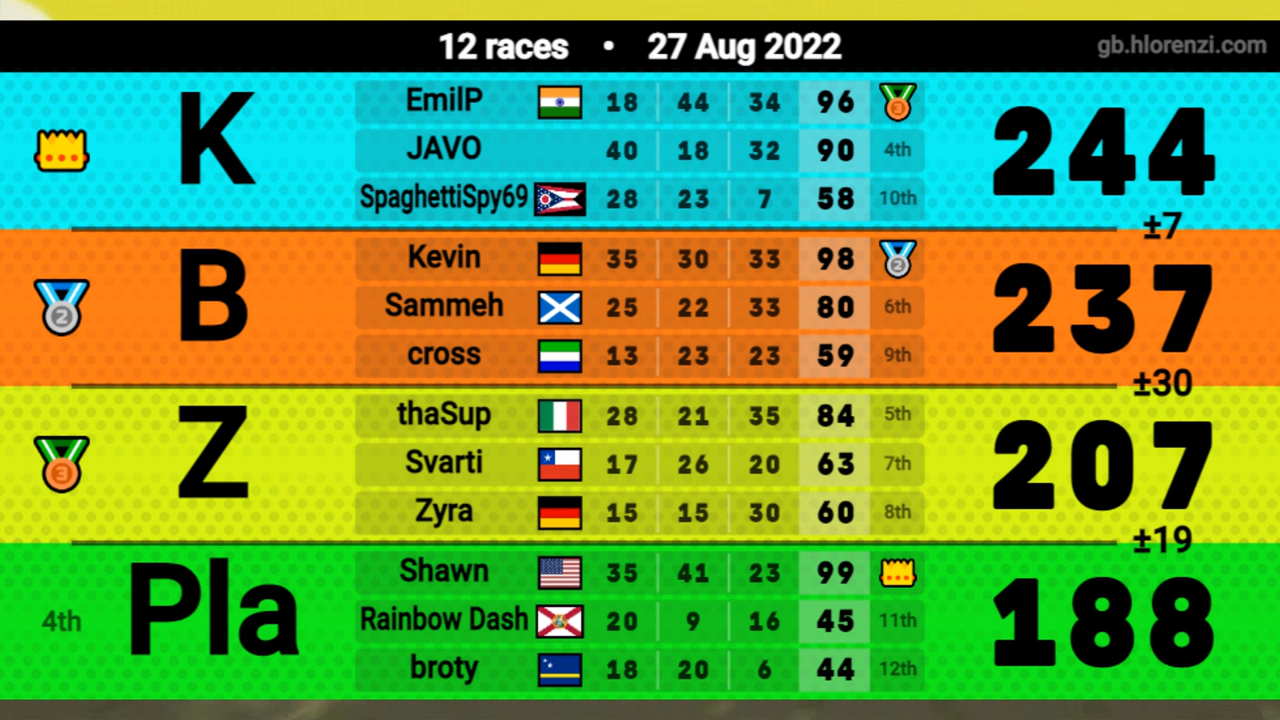 12 races • 27 Aug 2022 gb.hlorenzi.com
K
EmilP 18 44 34 96 3
JAVO 40 18 32 90 4th
SpaghettiSpy69 28 23 7 58 10th
244
±7
2 B
Kevin 35 30 33 98 2
Sammeh 25 22 33 80 6th
cross 13 23 23 59 9th
237
±30
3 Z
thaSup 28 21 35 84 5th
Svarti 17 26 20 63 7th
Zyra 15 15 30 60 8th
207
±19
4th Pla
Shawn 35 41 23 99
Rainbow Dash 20 9 16 45 11th
broty 18 20 6 44 12th
188